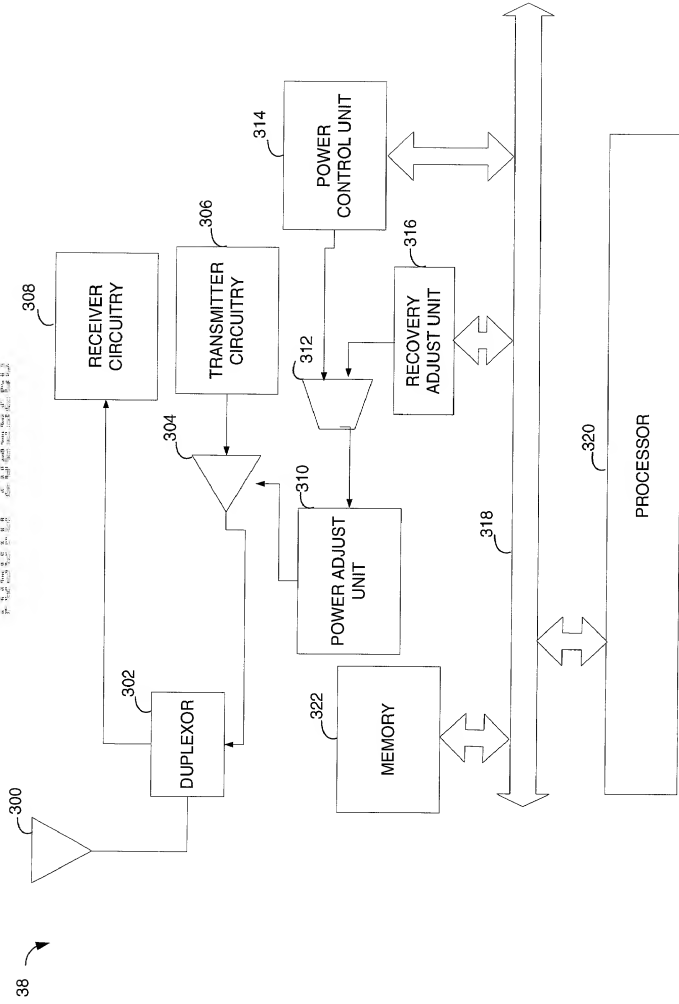 38
300
308
RECEIVER
CIRCUITRY
302
DUPLEXOR
304
306
TRANSMITTER
CIRCUITRY
314
POWER
CONTROL UNIT
312
310
POWER ADJUST
UNIT
322
MEMORY
316
RECOVERY
ADJUST UNIT
318
320
PROCESSOR